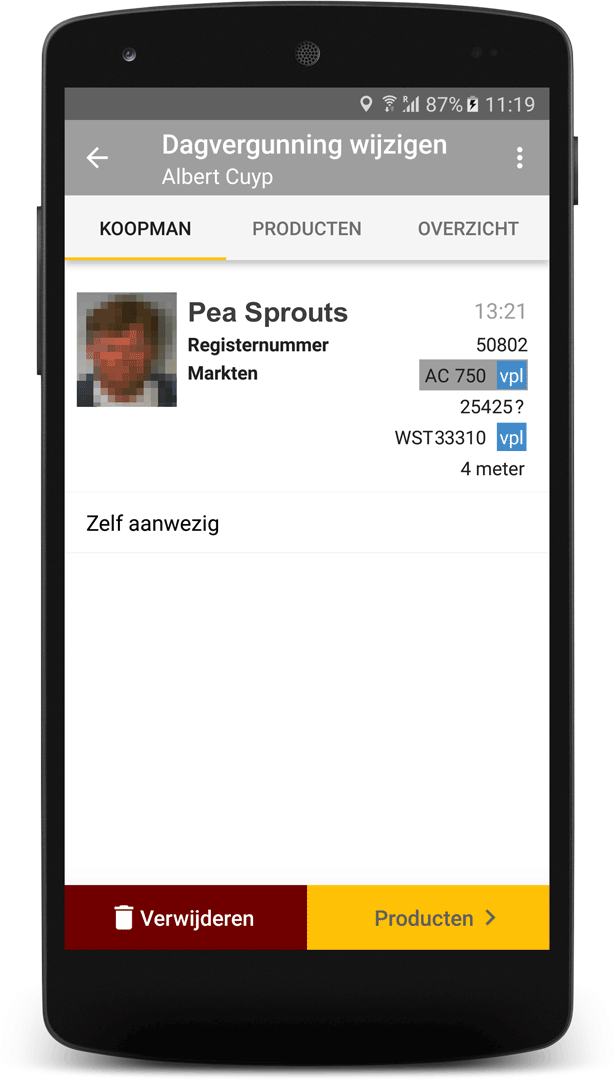 R 87% 11:19
Dagvergunning wijzigen
Albert Cuyp
KOOPMAN PRODUCTEN OVERZICHT
Pea Sprouts 13:21
Registernummer 50802
Markten AC 750 vpl
25425?
WST33310 vpl
4 meter
Zelf aanwezig
Verwijderen Producten